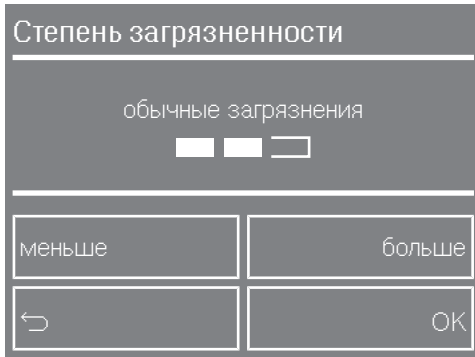 Степень загрязненности
обычные загрязнения
меньше
больше
OK